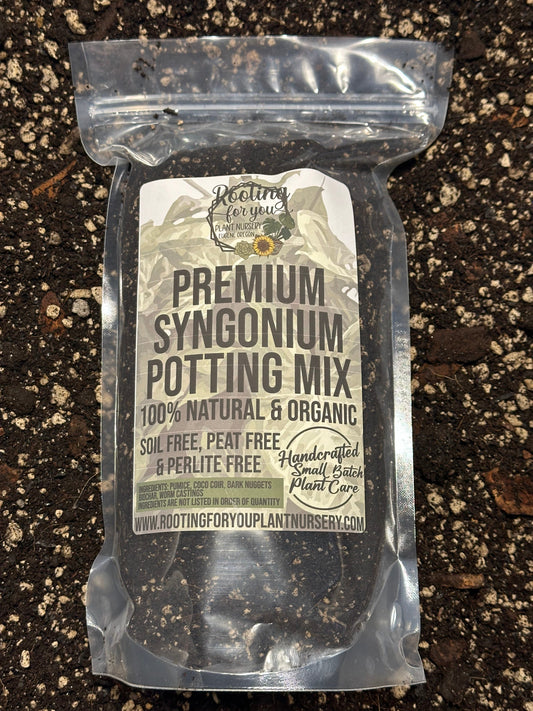 Rooting
for you
PLANT NURSERY
EUGENE, OREGON
PREMIUM
SYNGONIUM
POTTING MIX
100% NATURAL & ORGANIC
SOIL FREE, PEAT FREE
& PERLITE FREE
Handcrafted
Small Batch
Plant Care
INGREDIENTS: PUMICE, COCO COIR, BARK NUGGETS
BIOCHAR, WORM CASTINGS
INGREDIENTS ARE NOT LISTED IN ORDER OF QUANTITY
WWW.ROOTINGFORYOUPLANTNURSERY.COM